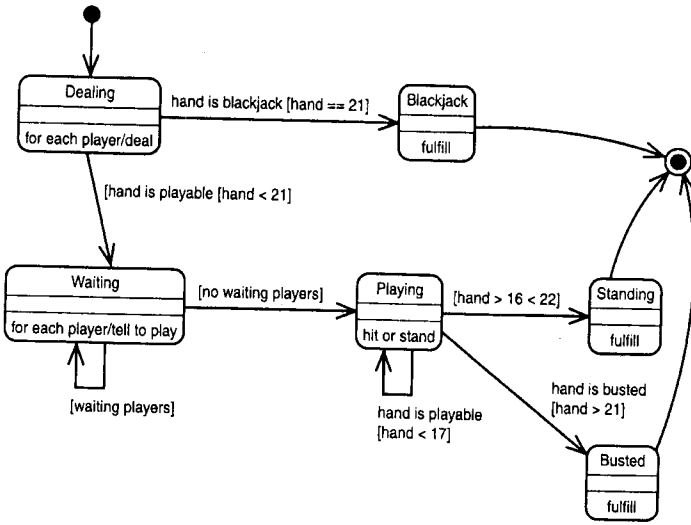 Dealing
for each player/deal
hand is blackjack [hand == 21]
Blackjack
fulfill
[hand is playable [hand < 21]
Waiting
for each player/tell to play
[waiting players]
[no waiting players]
Playing
hit or stand
hand is playable
[hand < 17]
[hand > 16 < 22]
Standing
fulfill
hand is busted
[hand > 21]
Busted
fulfill